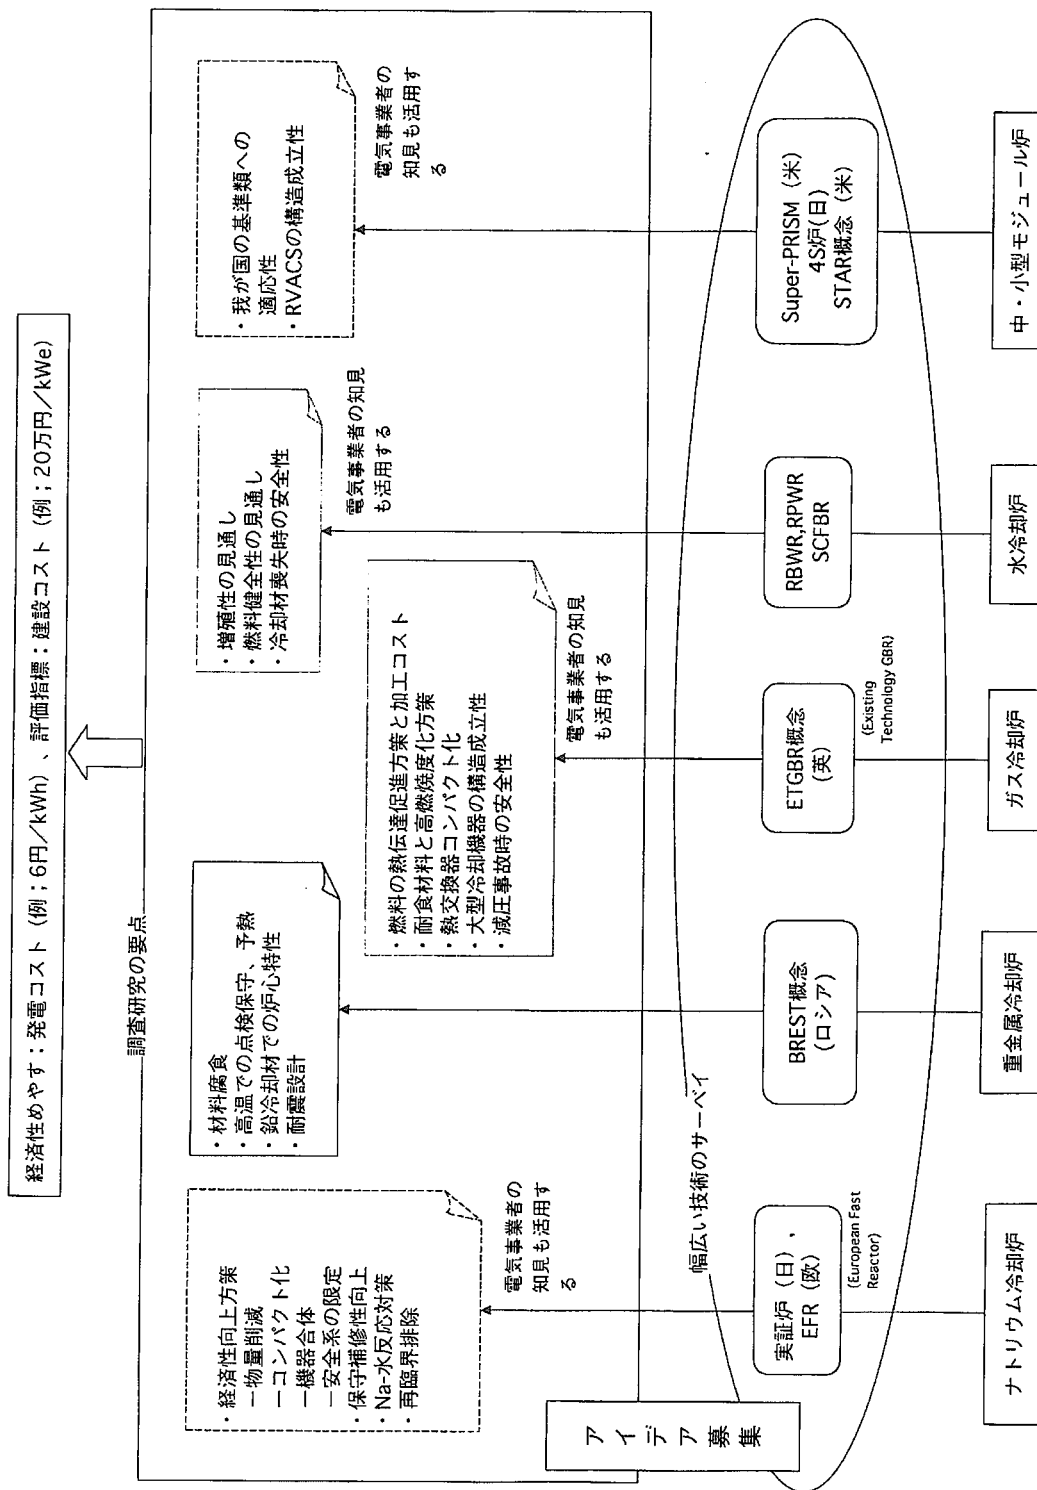 経済性めやす：発電コスト（例；6円／kWh）、評価指標：建設コスト（例；20万円／kWe）
調査研究の要点
・経済性向上方策
－物量削減
－コンパクト化
－機器合体
－安全系の限定
・保守補修性向上
・Na-水反応対策
・再臨界排除
電気事業者の
知見も活用す
る
・材料腐食
・高温での点検保守、予熱
・鉛冷却材での炉心特性
・耐震設計
・燃料の熱伝達促進方策と加工コスト
・耐食材料と高燃焼度化方策
・熱交換器コンパクト化
・大型冷却機器の構造成立性
・減圧事故時の安全性
電気事業者の知見
も活用する
・増殖性の見通し
・燃料健全性の見通し
・冷却材喪失時の安全性
電気事業者の知見
も活用する
・我が国の基準類への
適応性
・RVACSの構造成立性
電気事業者の
知見も活用す
る
アイデア
募集
幅広い技術のサーベイ
実証炉（日）、
EFR（欧）
(European Fast
Reactor)
BREST概念
（ロシア）
ETGBR概念
（英）
(Existing
Technology GBR)
RBWR,RPWR
SCFBR
Super-PRISM（米）
4S炉（日）
STAR概念（米）
ナトリウム冷却炉
重金属冷却炉
ガス冷却炉
水冷却炉
中・小型モジュール炉